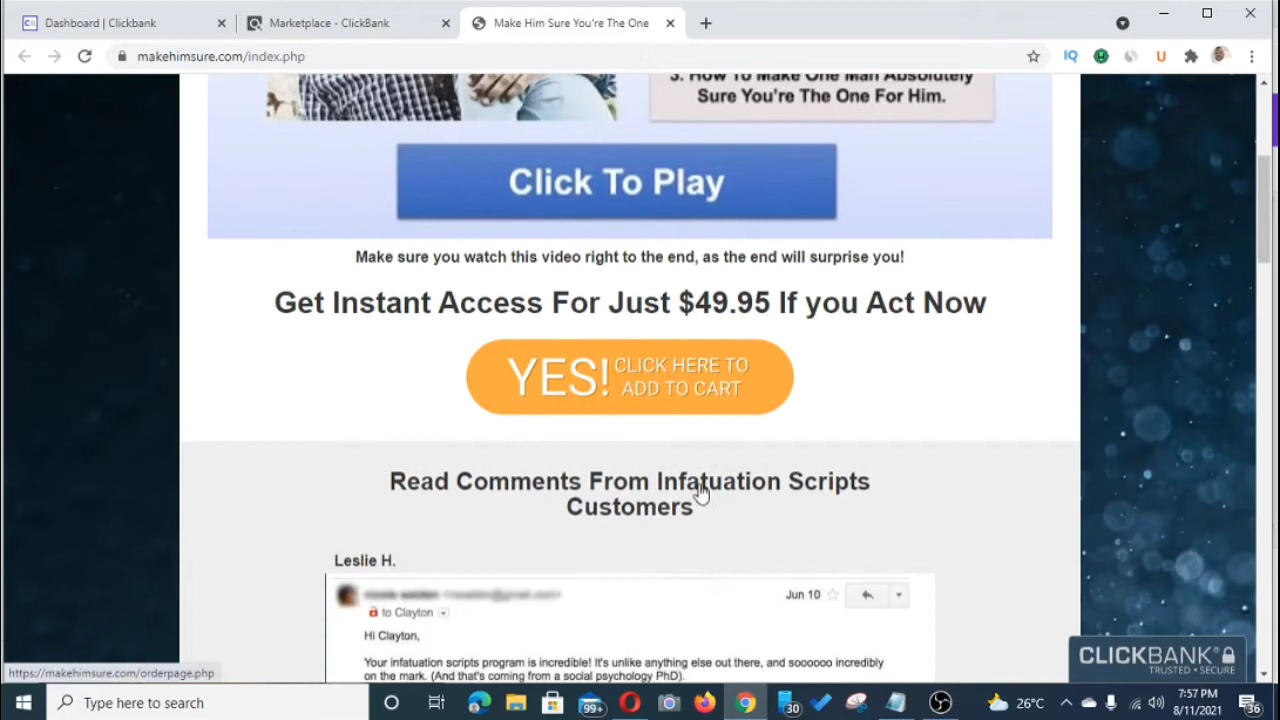 Dashboard | Clickbank
Marketplace - ClickBank
Make Him Sure You're The One
makehimsure.com/index.php
IQ
U
3. How To Make One Man Absolutely
Sure You're The One For Him.
Click To Play
Make sure you watch this video right to the end, as the end will surprise you!
Get Instant Access For Just $49.95 If you Act Now
YES! CLICK HERE TO
ADD TO CART
Read Comments From Infatuation Scripts
Customers
Leslie H.
Jun 10
to Clayton
Hi Clayton,
Your infatuation scripts program is incredible! It's unlike anything else out there, and soooooo incredibly
on the mark. (And that's coming from a social psychology PhD).
CLICKBANK
TRUSTED • SECURE
https://makehimsure.com/orderpage.php
Type here to search
99+
30
26°C
7:57 PM
8/11/2021
36